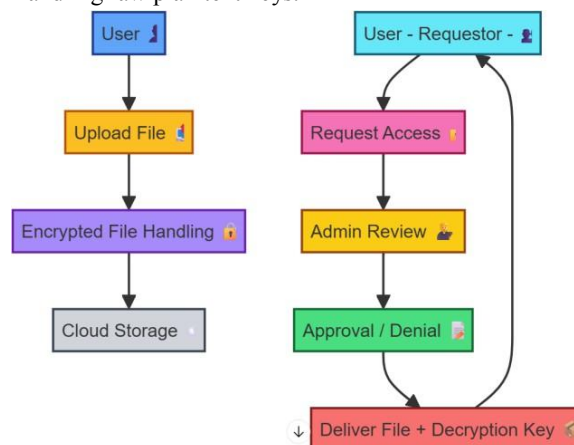 User
Upload File
Encrypted File Handling
Cloud Storage
User - Requestor -
Request Access
Admin Review
Approval / Denial
Deliver File + Decryption Key